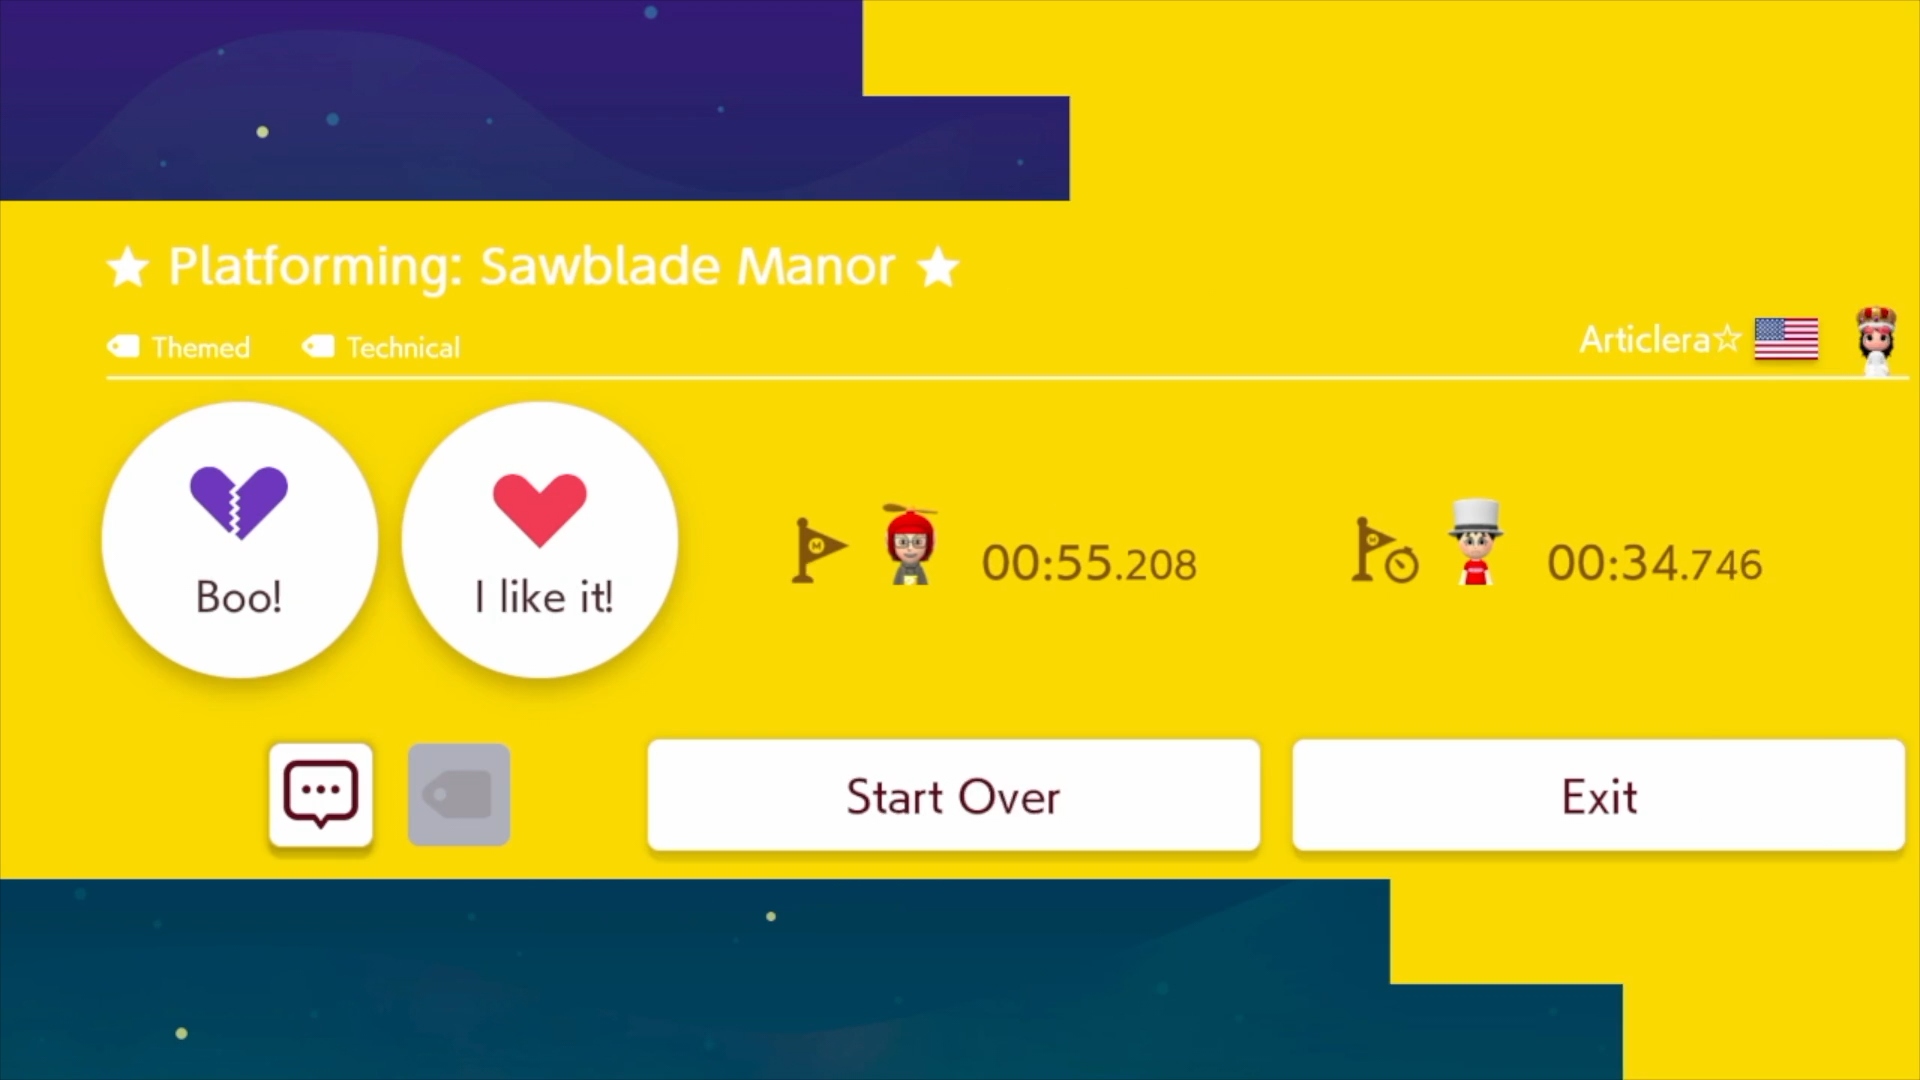 ★ Platforming: Sawblade Manor ★
Themed Technical
Articlera☆
Boo!
I like it!
M 00:55.208
M 00:34.746
Start Over
Exit